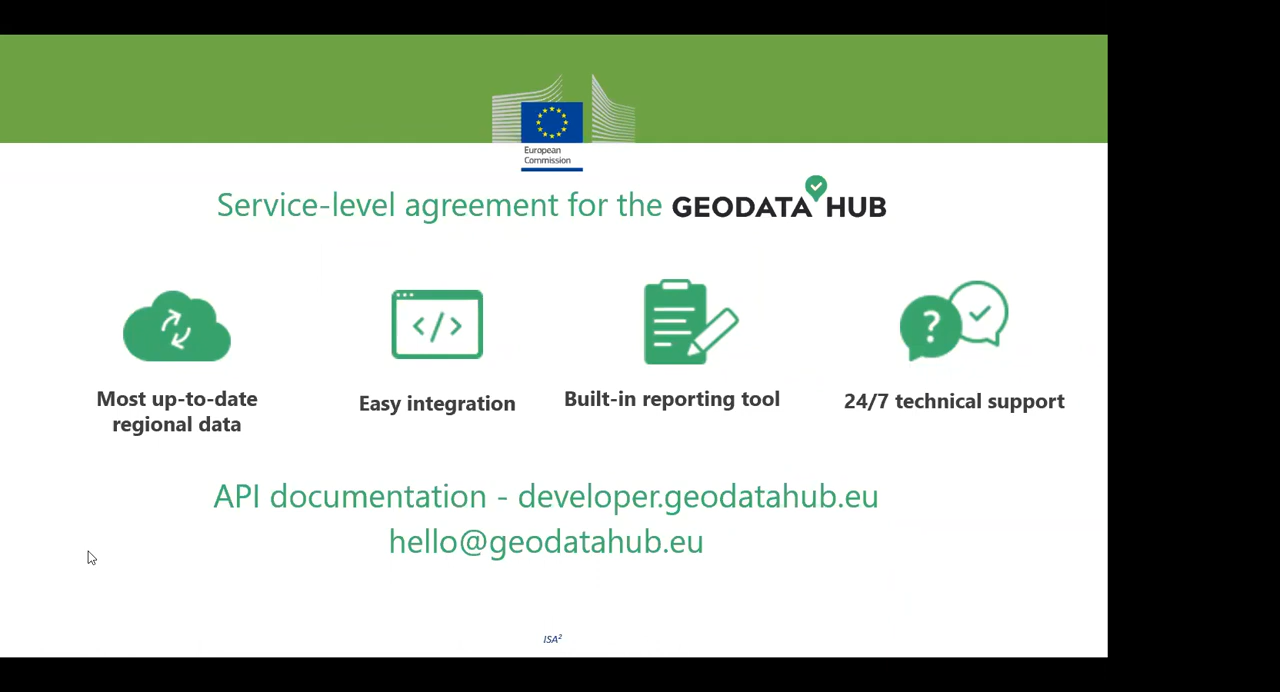 European
Commission
Service-level agreement for the GEODATA HUB
</>
?
Most up-to-date
regional data
Easy integration
Built-in reporting tool
24/7 technical support
API documentation - developer.geodatahub.eu
hello@geodatahub.eu
ISA²